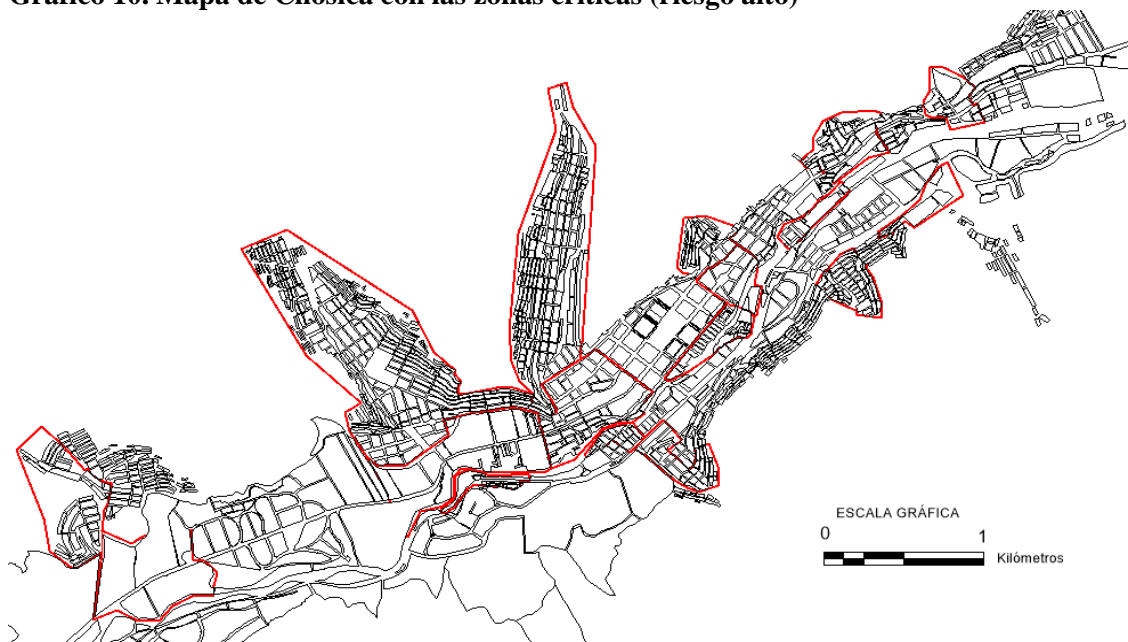 Gráfico 10. Mapa de Chosica con las zonas críticas (riesgo alto)
ESCALA GRÁFICA
0 1
Kilómetros